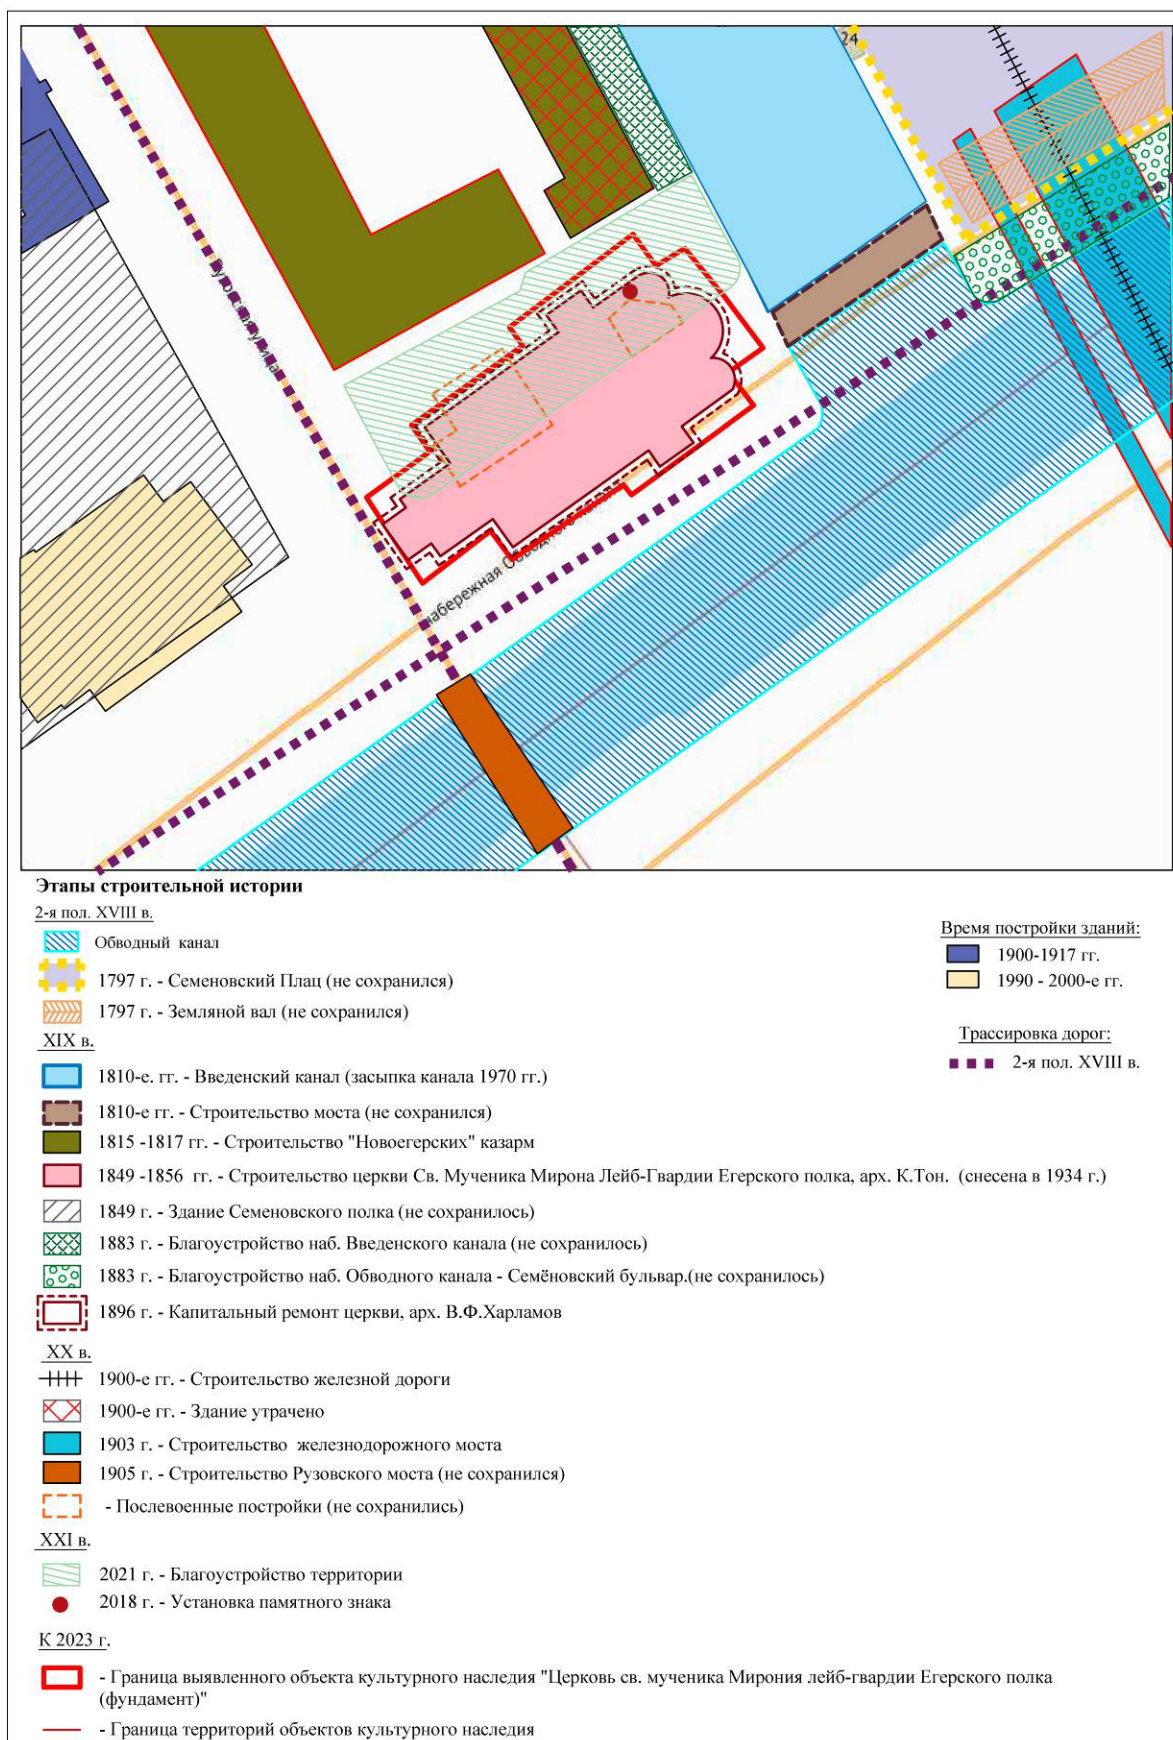 24
Рузовская улица
набережная Обводного канала
Этапы строительной истории
2-я пол. XVIII в.
Обводный канал
1797 г. - Семеновский Плац (не сохранился)
1797 г. - Земляной вал (не сохранился)
XIX в.
1810-е. гг. - Введенский канал (засыпка канала 1970 гг.)
1810-е гг. - Строительство моста (не сохранился)
1815 -1817 гг. - Строительство "Новоегерских" казарм
1849 -1856 гг. - Строительство церкви Св. Мученика Мирона Лейб-Гвардии Егерского полка, арх. К.Тон. (снесена в 1934 г.)
1849 г. - Здание Семеновского полка (не сохранилось)
1883 г. - Благоустройство наб. Введенского канала (не сохранилось)
1883 г. - Благоустройство наб. Обводного канала - Семёновский бульвар.(не сохранилось)
1896 г. - Капитальный ремонт церкви, арх. В.Ф.Харламов
XX в.
1900-е гг. - Строительство железной дороги
1900-е гг. - Здание утрачено
1903 г. - Строительство железнодорожного моста
1905 г. - Строительство Рузовского моста (не сохранился)
- Послевоенные постройки (не сохранились)
XXI в.
2021 г. - Благоустройство территории
2018 г. - Установка памятного знака
К 2023 г.
- Граница выявленного объекта культурного наследия "Церковь св. мученика Мирония лейб-гвардии Егерского полка
(фундамент)"
- Граница территорий объектов культурного наследия
Время постройки зданий:
1900-1917 гг.
1990 - 2000-е гг.
Трассировка дорог:
2-я пол. XVIII в.